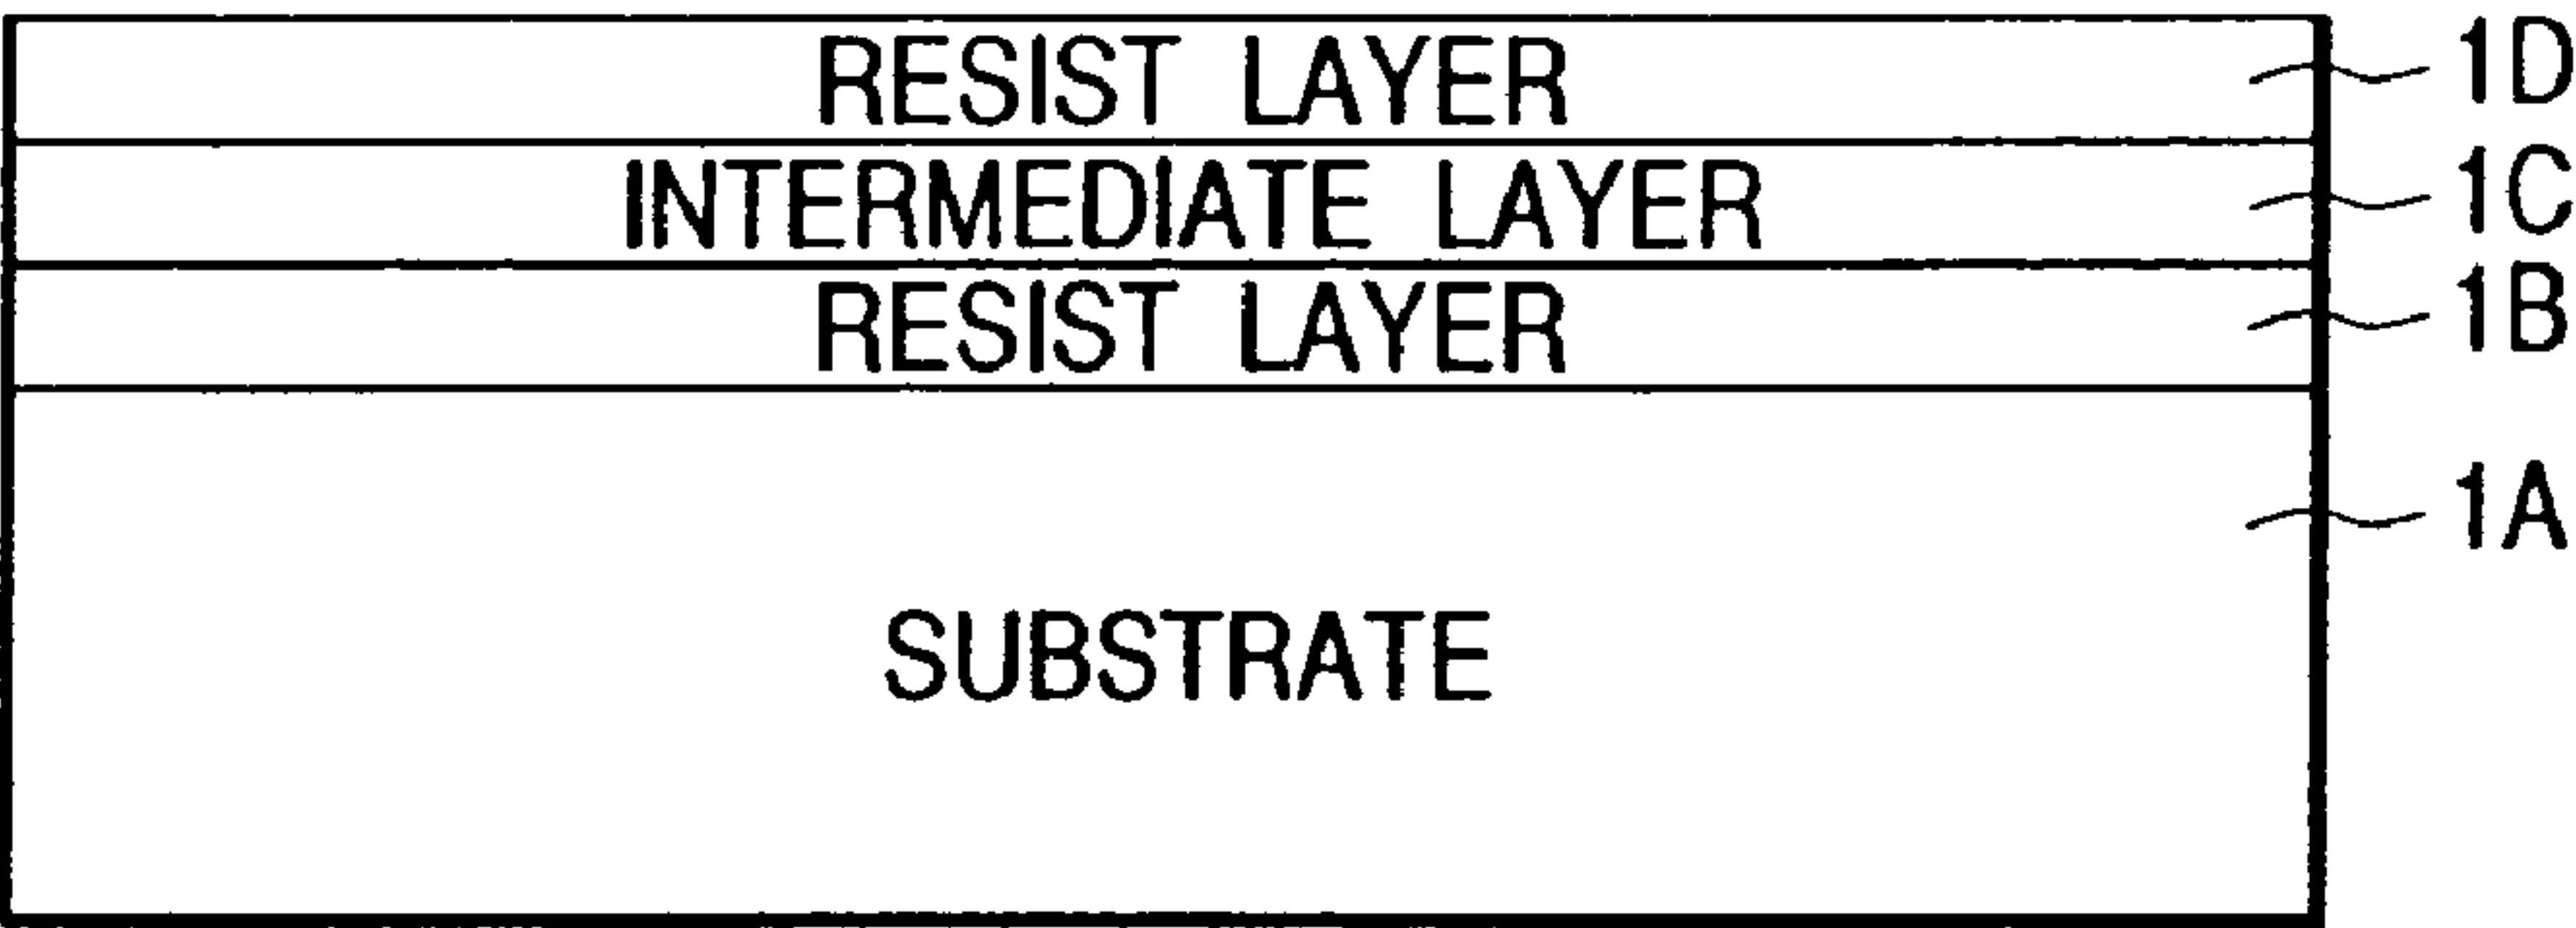 RESIST LAYER 1D
INTERMEDIATE LAYER 1C
RESIST LAYER 1B
1A
SUBSTRATE